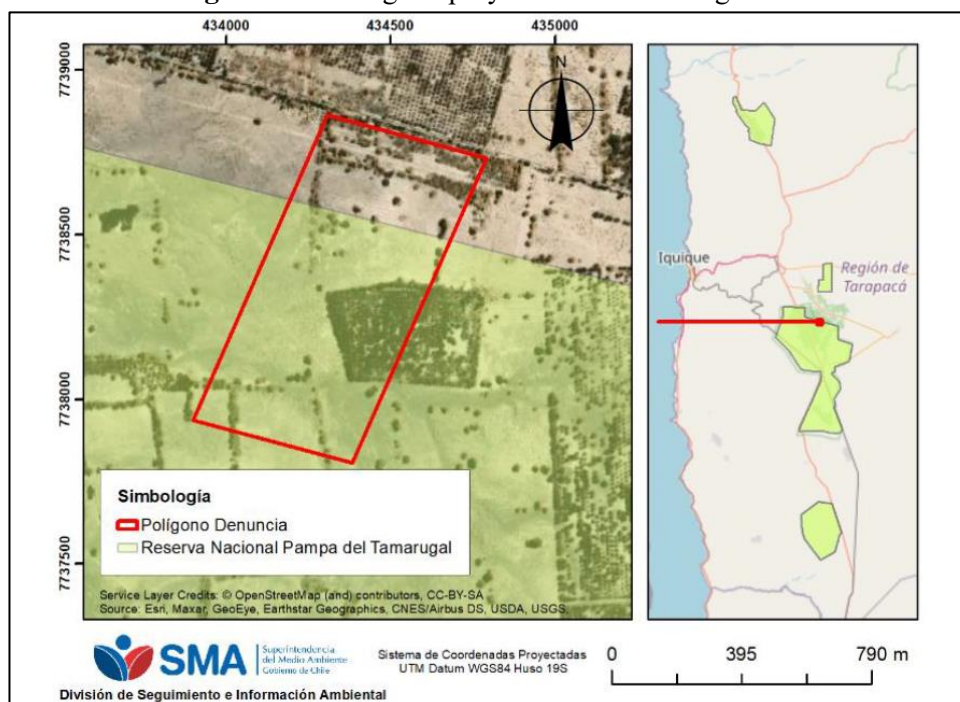 434000 434500 435000
7739000
7738500
7738000
7737500
N
Simbología
Polígono Denuncia
Reserva Nacional Pampa del Tamarugal
Service Layer Credits: © OpenStreetMap (and) contributors, CC-BY-SA
Source: Esri, Maxar, GeoEye, Earthstar Geographics, CNES/Airbus DS, USDA, USGS,
Iquique
Región de
Tarapacá
SMA
Superintendencia
del Medio Ambiente
Gobierno de Chile
División de Seguimiento e Información Ambiental
Sistema de Coordenadas Proyectadas
UTM Datum WGS84 Huso 19S
0 395 790 m